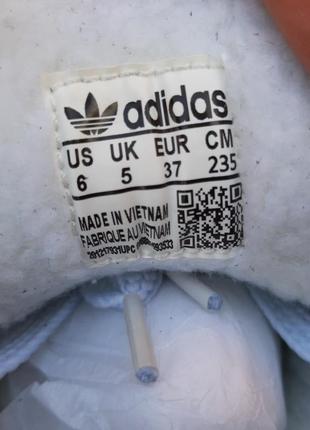 adidas
US UK EUR CM
6 5 37 235
MADE IN VIETNAM
FABRIQUE AU VIETNAM